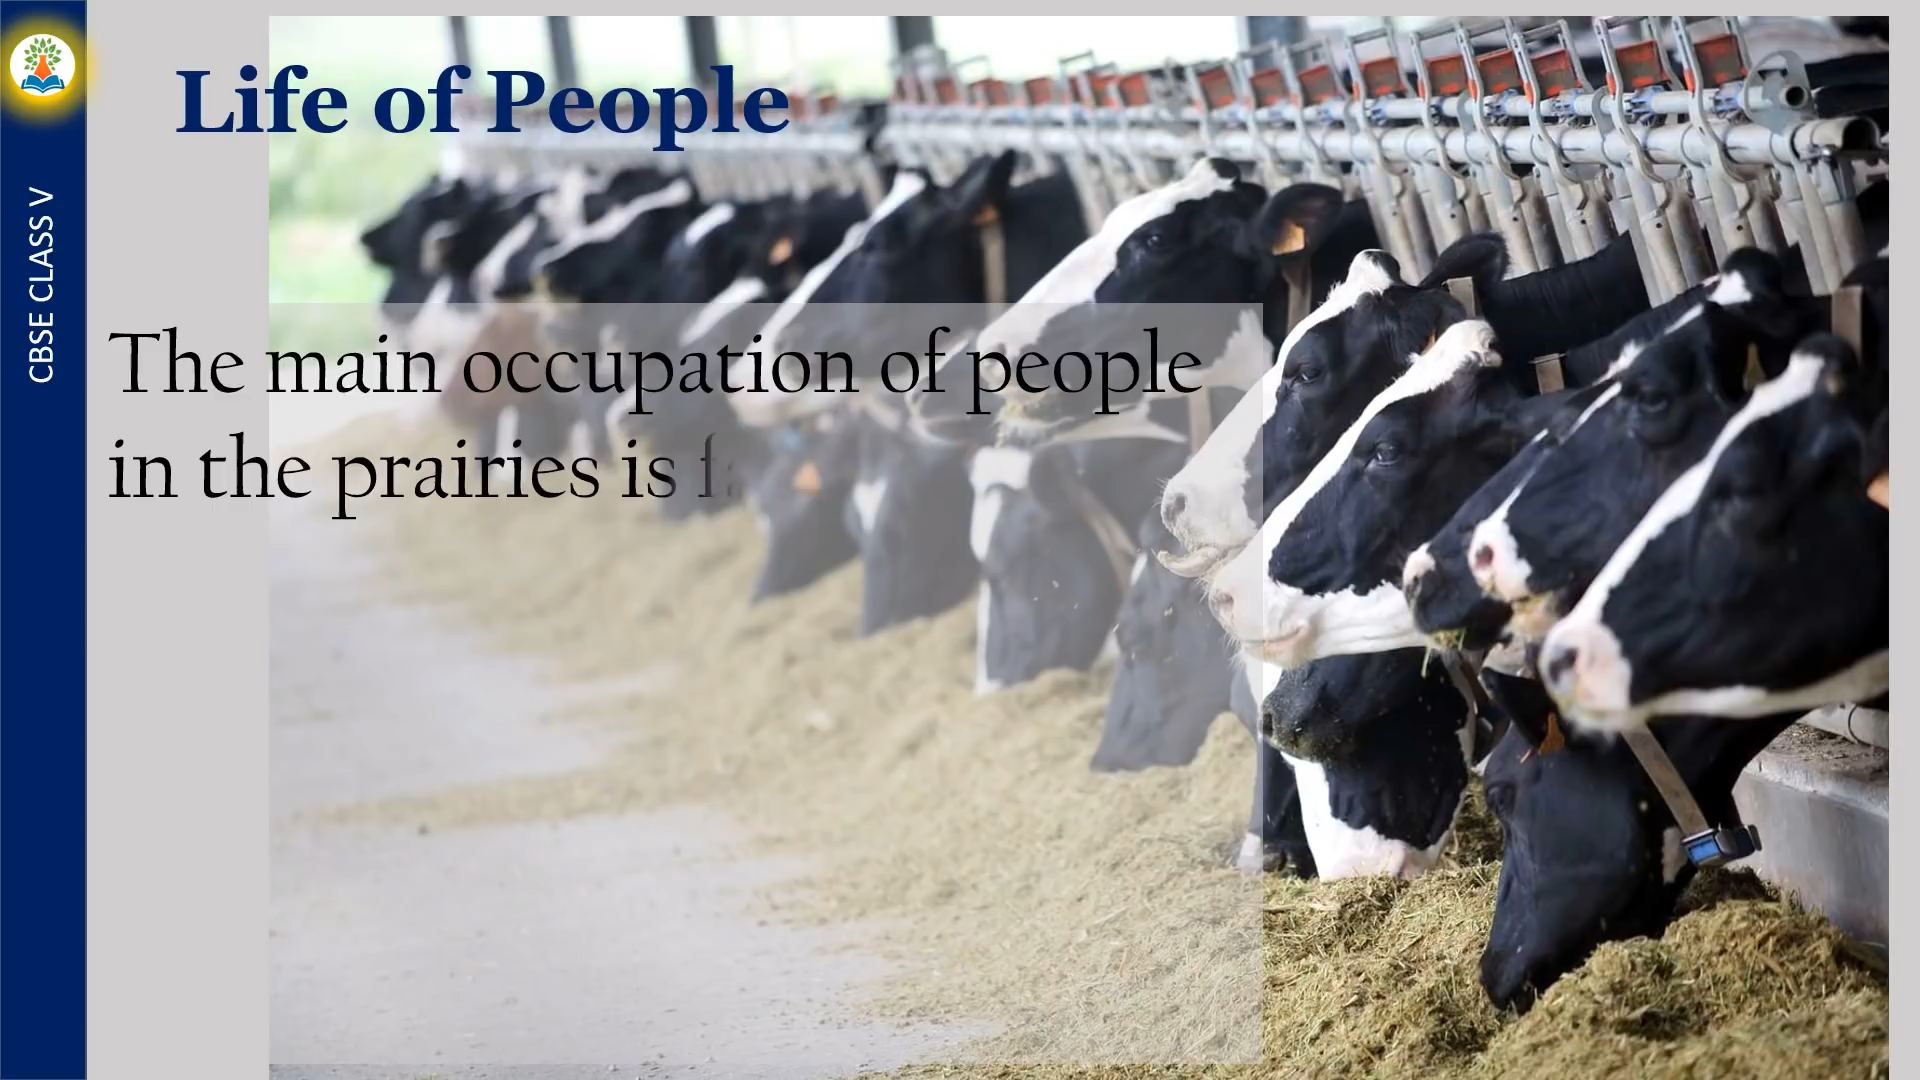 Life of People
CBSE CLASS V
The main occupation of people
in the prairies is